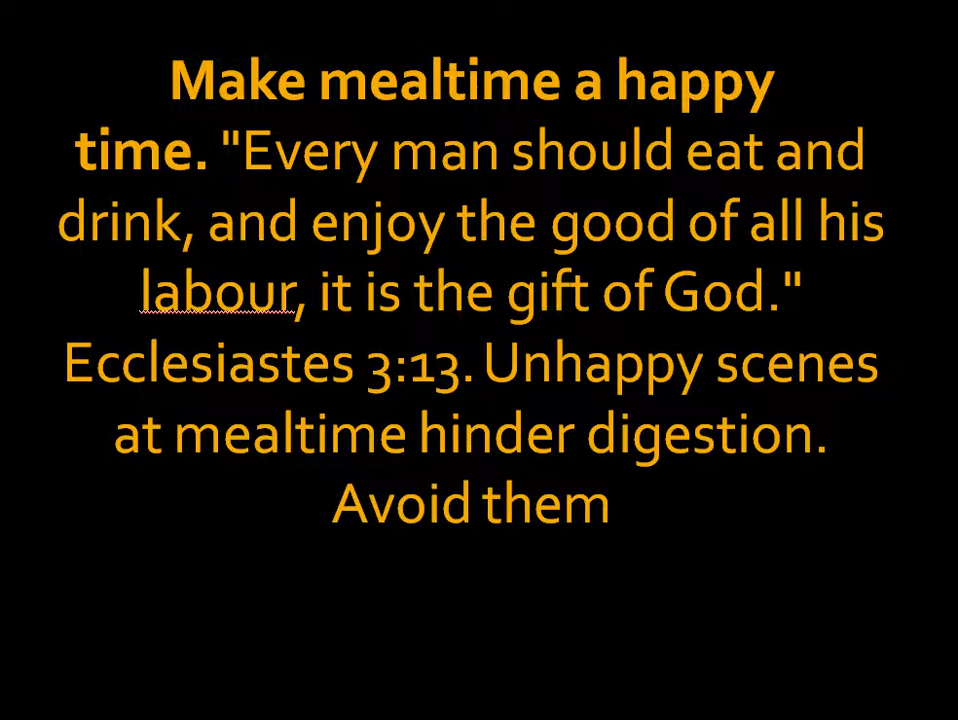 Make mealtime a happy
time. "Every man should eat and
drink, and enjoy the good of all his
labour, it is the gift of God."
Ecclesiastes 3:13. Unhappy scenes
at mealtime hinder digestion.
Avoid them